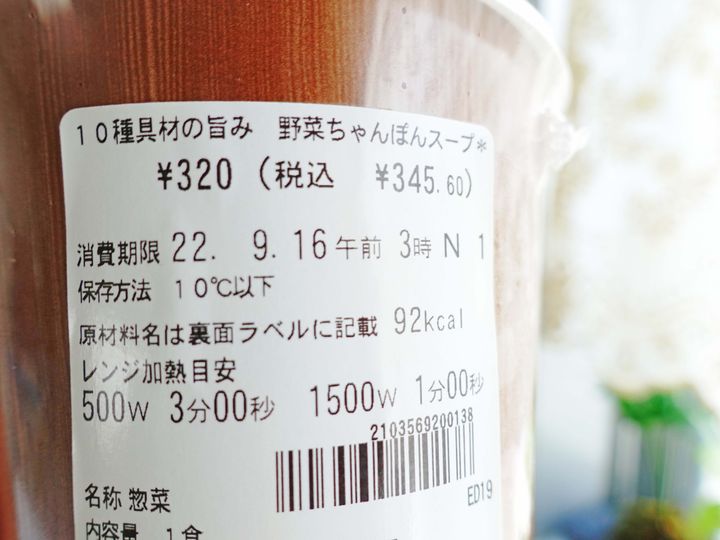 10種具材の旨み 野菜ちゃんぽんスープ*
¥320 (税込 ¥345.60)
消費期限 22. 9.16午前 3時 N 1
保存方法 10℃以下
原材料名は裏面ラベルに記載 92kcal
レンジ加熱目安
500W 3分00秒 1500W 1分00秒
2103569200138
ED19
名称 惣菜
内容量 1食